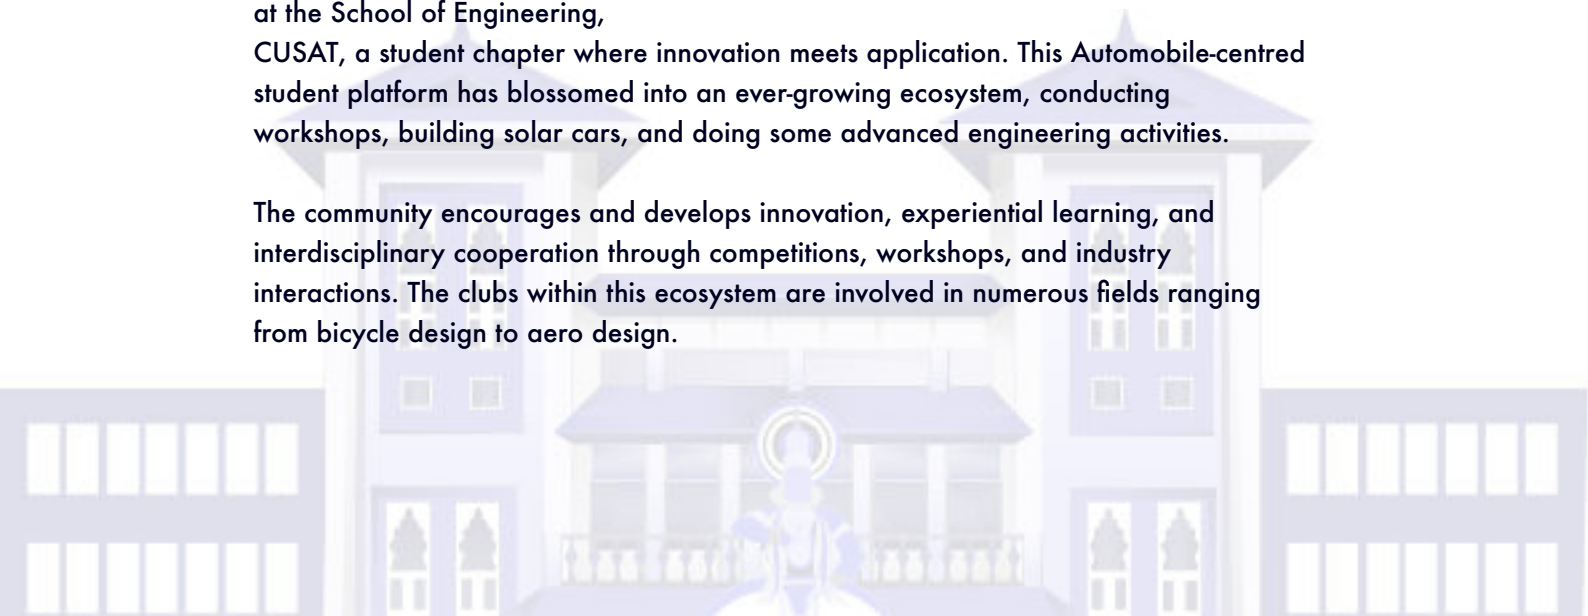 at the School of Engineering,
CUSAT, a student chapter where innovation meets application. This Automobile-centred
student platform has blossomed into an ever-growing ecosystem, conducting
workshops, building solar cars, and doing some advanced engineering activities.
The community encourages and develops innovation, experiential learning, and
interdisciplinary cooperation through competitions, workshops, and industry
interactions. The clubs within this ecosystem are involved in numerous fields ranging
from bicycle design to aero design.